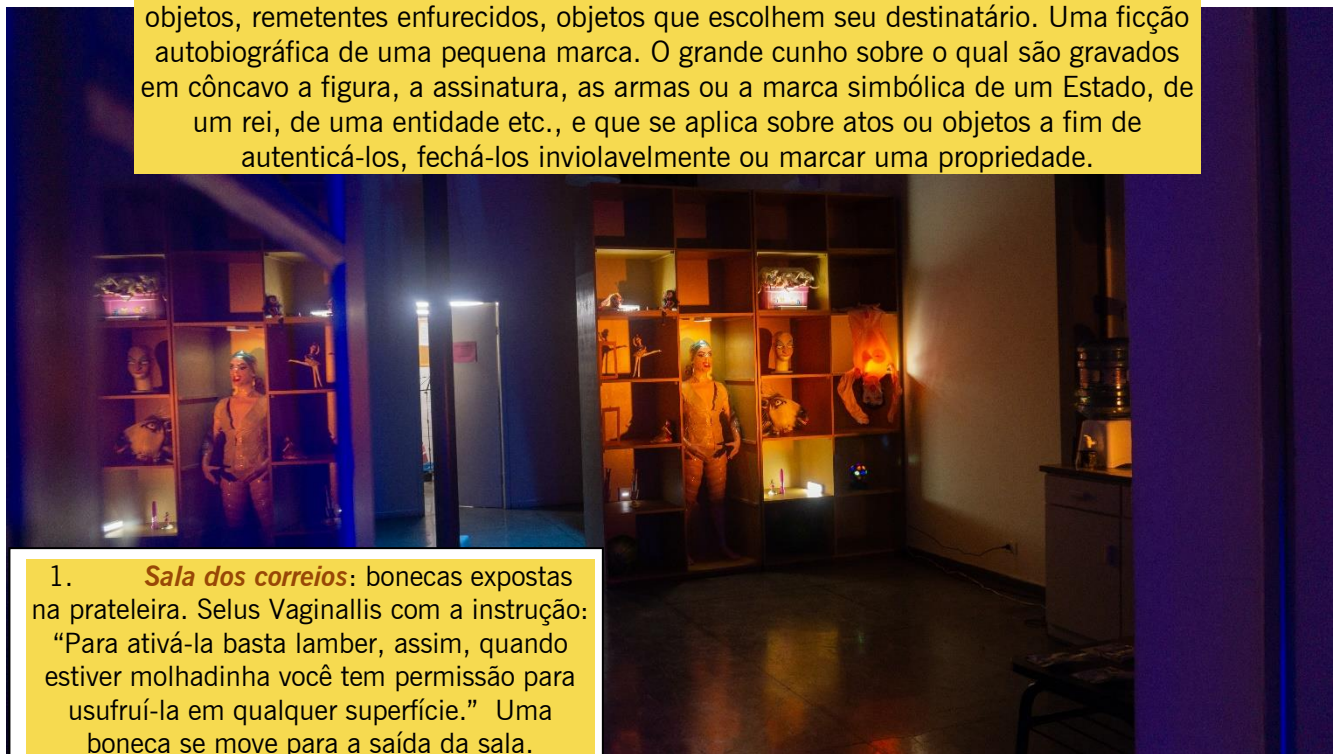 objetos, remetentes enfurecidos, objetos que escolhem seu destinatário. Uma ficção
autobiográfica de uma pequena marca. O grande cunho sobre o qual são gravados
em côncavo a figura, a assinatura, as armas ou a marca simbólica de um Estado, de
um rei, de uma entidade etc., e que se aplica sobre atos ou objetos a fim de
autenticá-los, fechá-los inviolavelmente ou marcar uma propriedade.
1. Sala dos correios: bonecas expostas
na prateleira. Selus Vaginallis com a instrução:
“Para ativá-la basta lamber, assim, quando
estiver molhadinha você tem permissão para
usufruí-la em qualquer superfície.” Uma
boneca se move para a saída da sala.